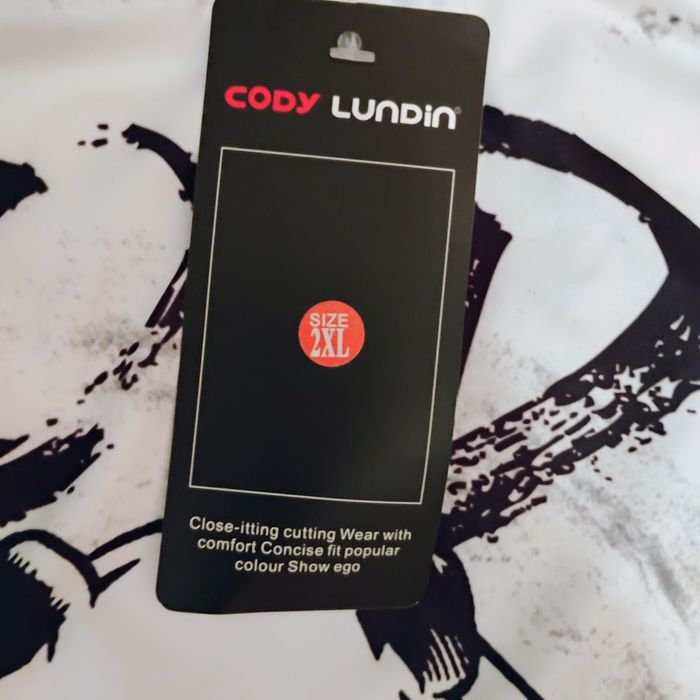 CODY LUNDIN®
SIZE
2XL
Close-itting cutting Wear with
comfort Concise fit popular
colour Show ego